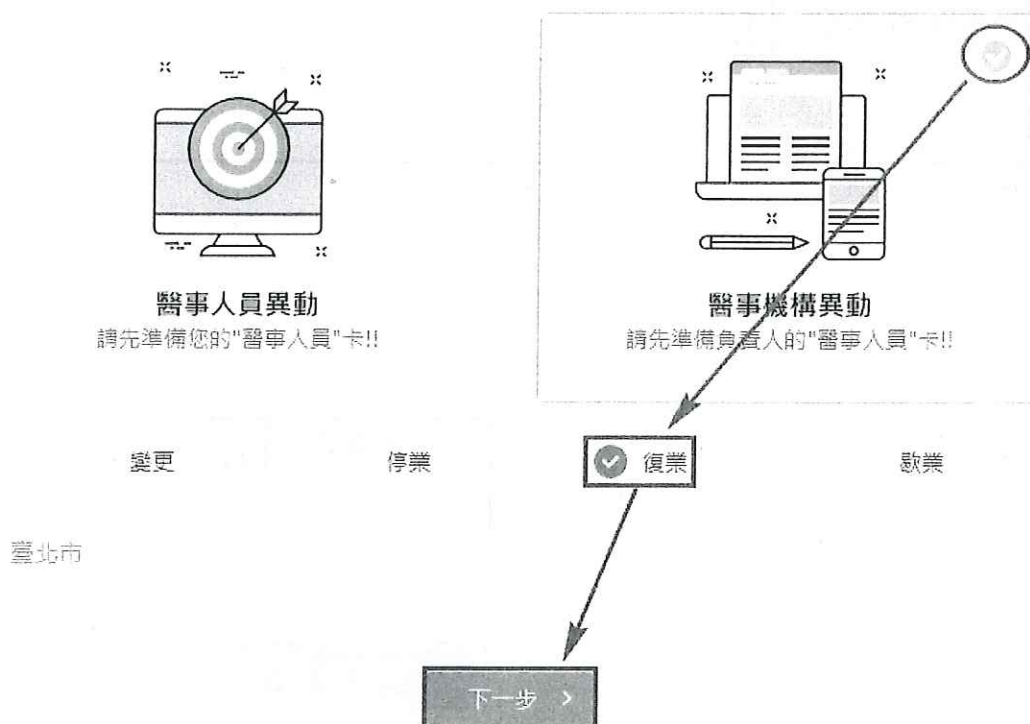 醫事人員異動
請先準備您的"醫事人員"卡!!
醫事機構異動
請先準備負責人的"醫事人員"卡!!
變更
停業
復業
歇業
臺北市
下一步 >